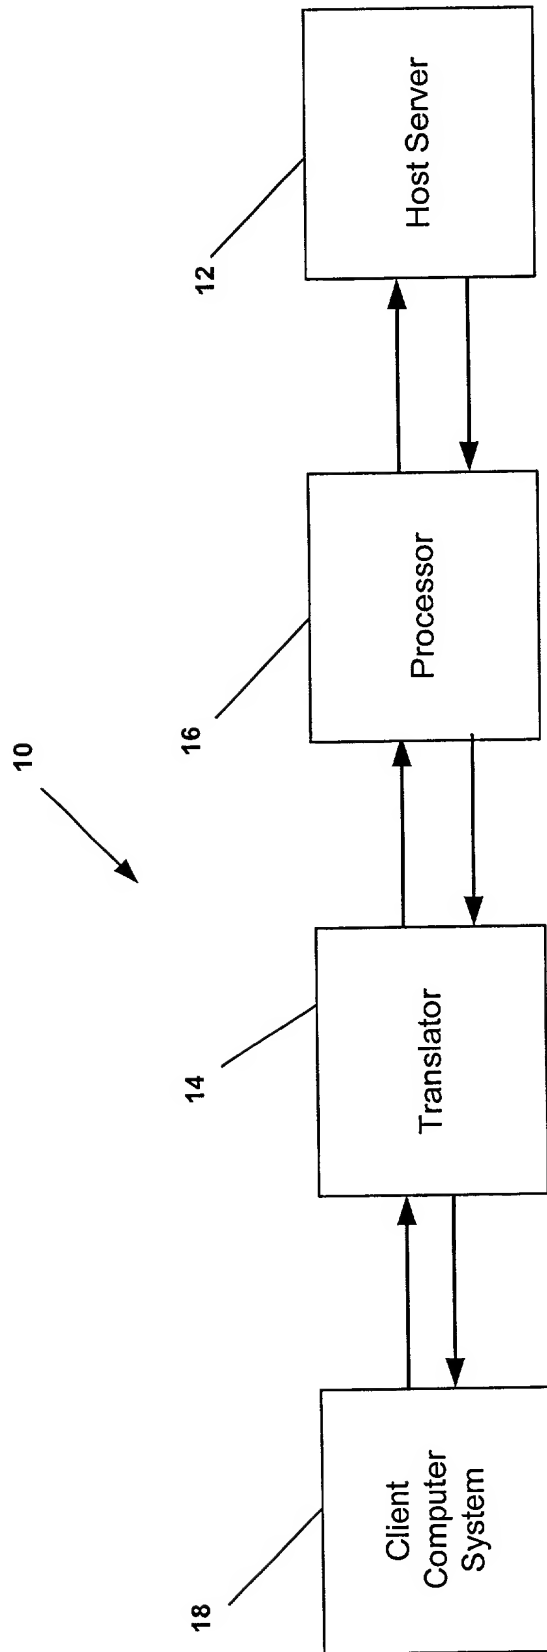 10
18
Client
Computer
System
14
Translator
16
Processor
12
Host Server